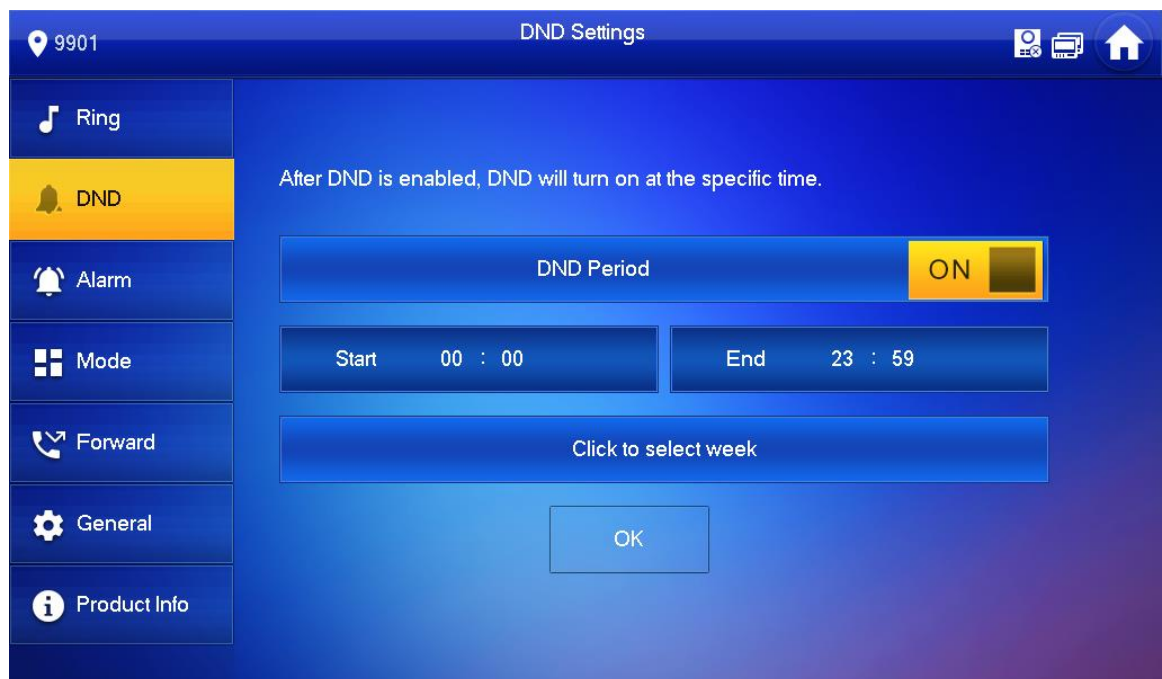 9901
DND Settings
Ring
DND
Alarm
Mode
Forward
General
Product Info
After DND is enabled, DND will turn on at the specific time.
DND Period
ON
Start 00 : 00
End 23 : 59
Click to select week
OK